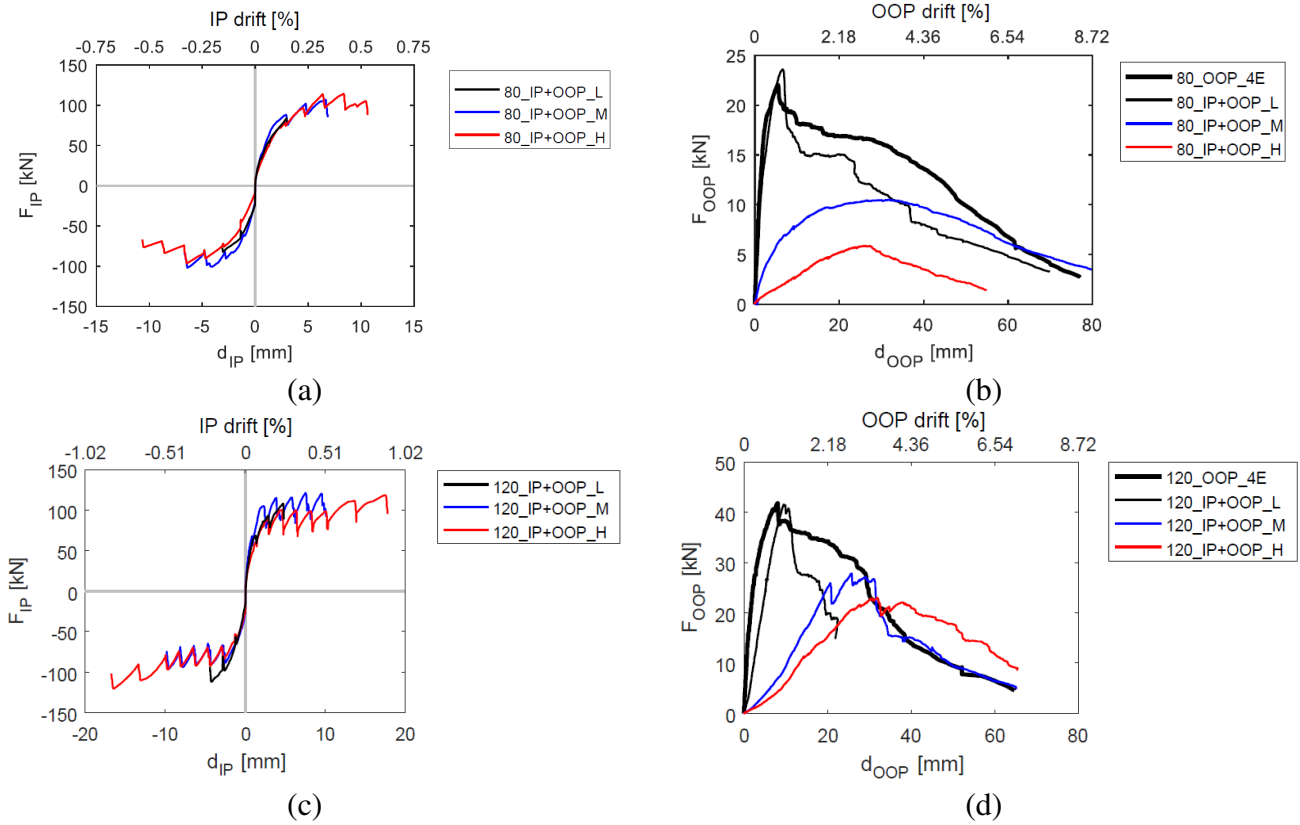 IP drift [%]
-0.75 -0.5 -0.25 0 0.25 0.5 0.75
150
100
50
0
-50
-100
-150
F_IP [kN]
-15 -10 -5 0 5 10 15
d_IP [mm]
80_IP+OOP_L
80_IP+OOP_M
80_IP+OOP_H
(a)
OOP drift [%]
0 2.18 4.36 6.54 8.72
25
20
15
10
5
0
F_OOP [kN]
0 20 40 60 80
d_OOP [mm]
80_OOP_4E
80_IP+OOP_L
80_IP+OOP_M
80_IP+OOP_H
(b)
IP drift [%]
-1.02 -0.51 0 0.51 1.02
150
100
50
0
-50
-100
-150
F_IP [kN]
-20 -10 0 10 20
d_IP [mm]
120_IP+OOP_L
120_IP+OOP_M
120_IP+OOP_H
(c)
OOP drift [%]
0 2.18 4.36 6.54 8.72
50
40
30
20
10
0
F_OOP [kN]
0 20 40 60 80
d_OOP [mm]
120_OOP_4E
120_IP+OOP_L
120_IP+OOP_M
120_IP+OOP_H
(d)